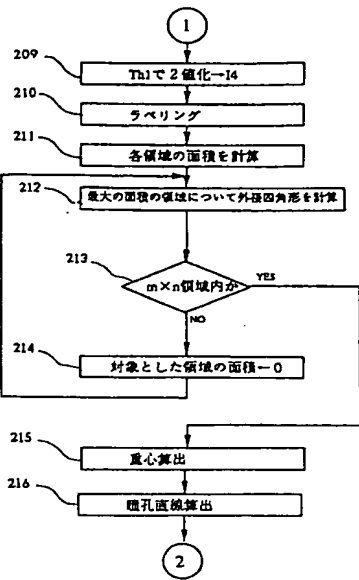 1
209
Th1で2値化→I4
210
ラベリング
211
各領域の面積を計算
212
最大の面積の領域について外接四角形を計算
213
m×n領域内か
YES
NO
214
対象とした領域の面積←0
215
重心算出
216
瞳孔直線算出
2